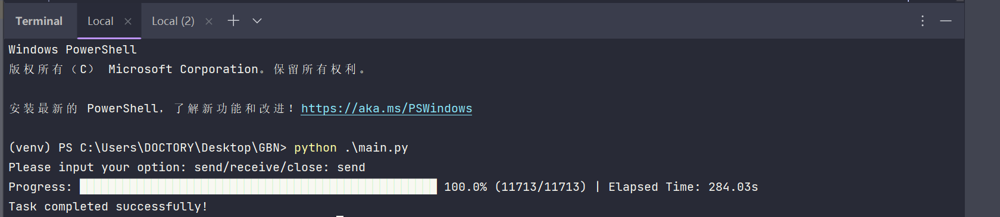 Terminal Local Local (2)
Windows PowerShell
版权所有（C） Microsoft Corporation。保留所有权利。
安装最新的 PowerShell，了解新功能和改进！https://aka.ms/PSWindows
(venv) PS C:\Users\DOCTORY\Desktop\GBN> python .\main.py
Please input your option: send/receive/close: send
Progress: 100.0% (11713/11713) | Elapsed Time: 284.03s
Task completed successfully!